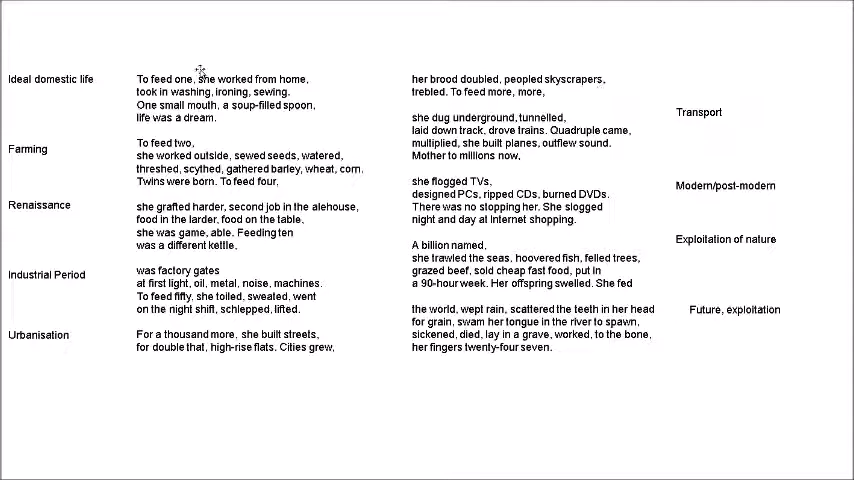 Ideal domestic life
To feed one, she worked from home,
took in washing, ironing, sewing.
One small mouth, a soup-filled spoon,
life was a dream.
Farming
To feed two,
she worked outside, sewed seeds, watered,
threshed, scythed, gathered barley, wheat, corn.
Twins were born. To feed four,
Renaissance
she grafted harder, second job in the alehouse,
food in the larder, food on the table,
she was game, able. Feeding ten
was a different kettle,
Industrial Period
was factory gates
at first light, oil, metal, noise, machines.
To feed fifty, she toiled, sweated, went
on the night shift, schlepped, lifted.
Urbanisation
For a thousand more, she built streets,
for double that, high-rise flats. Cities grew,
her brood doubled, peopled skyscrapers,
trebled. To feed more, more,
she dug underground, tunnelled,
laid down track, drove trains. Quadruple came,
multiplied, she built planes, outflew sound.
Mother to millions now,
Transport
she flogged TVs,
designed PCs, ripped CDs, burned DVDs.
There was no stopping her. She slogged
night and day at Internet shopping.
Modern/post-modern
A billion named,
she trawled the seas, hoovered fish, felled trees,
grazed beef, sold cheap fast food, put in
a 90-hour week. Her offspring swelled. She fed
Exploitation of nature
the world, wept rain, scattered the teeth in her head
for grain, swam her tongue in the river to spawn,
sickened, died, lay in a grave, worked, to the bone,
her fingers twenty-four seven.
Future, exploitation